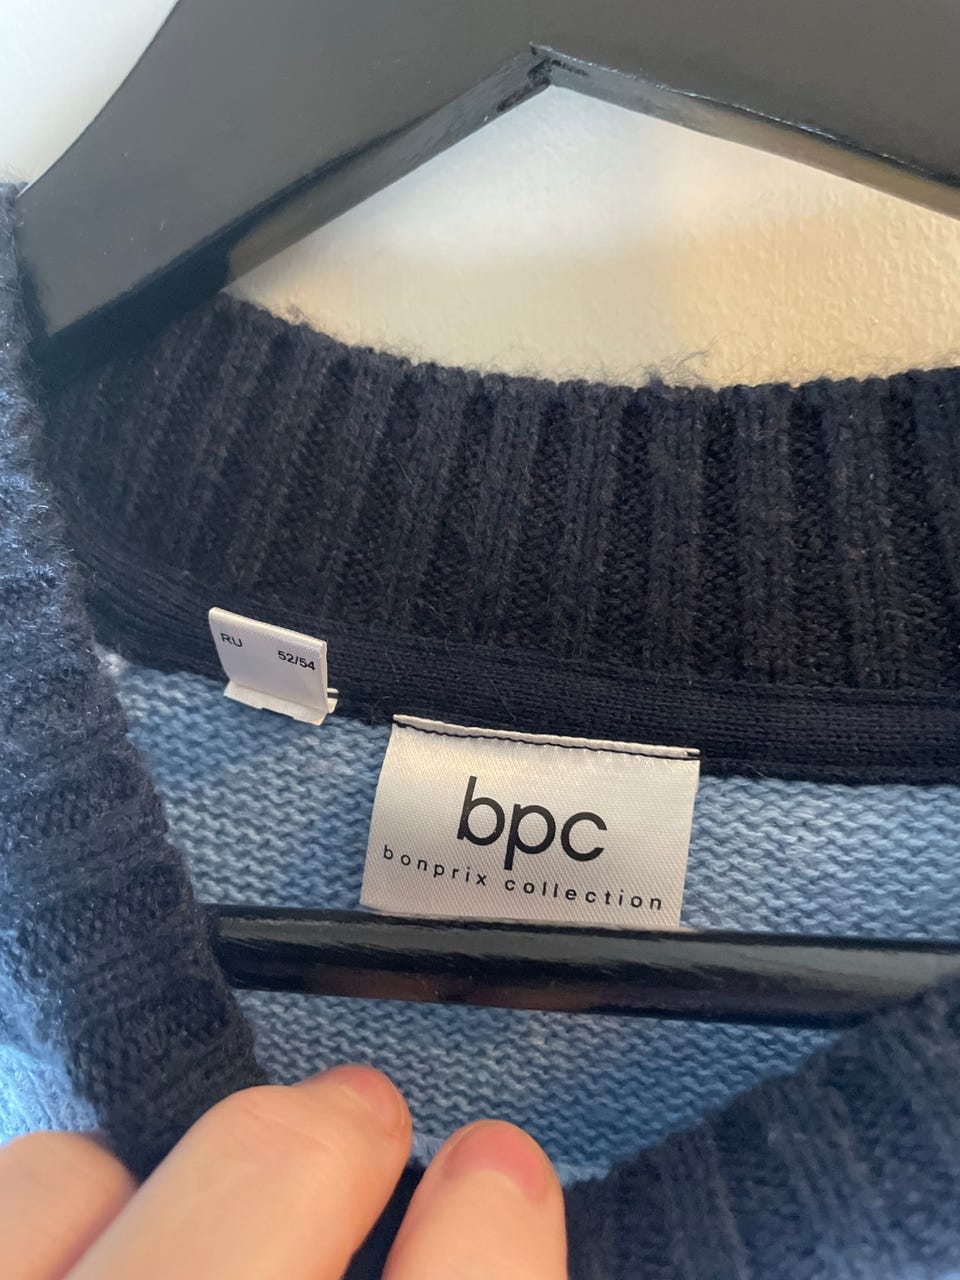 RU
52/54
bpc
bonprix collection